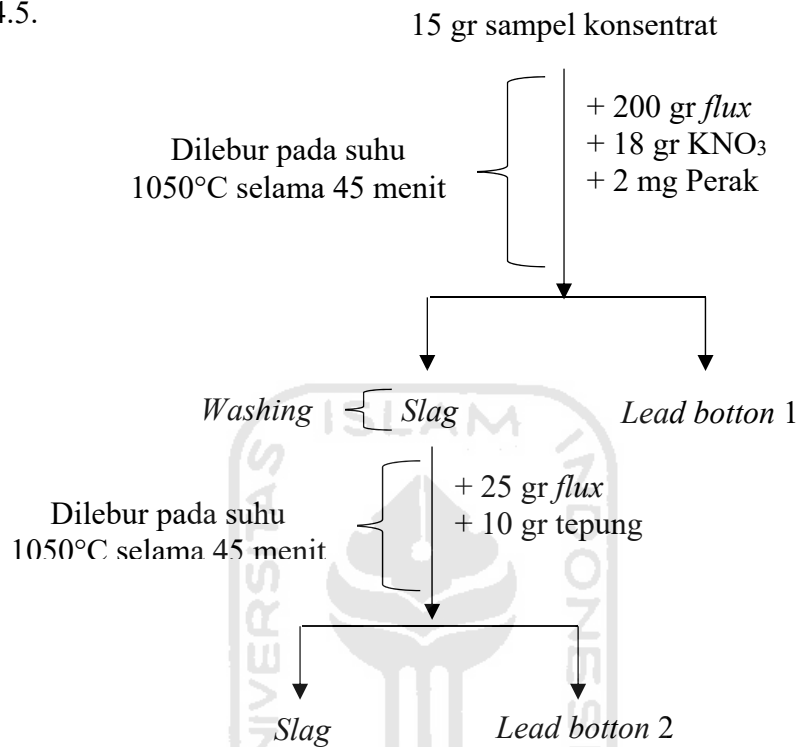 4.5.
15 gr sampel konsentrat
+ 200 gr flux
+ 18 gr KNO3
+ 2 mg Perak
Dilebur pada suhu
1050°C selama 45 menit
Washing
Slag
Lead botton 1
+ 25 gr flux
+ 10 gr tepung
Dilebur pada suhu
1050°C selama 45 menit
Slag
Lead botton 2
ISLAM